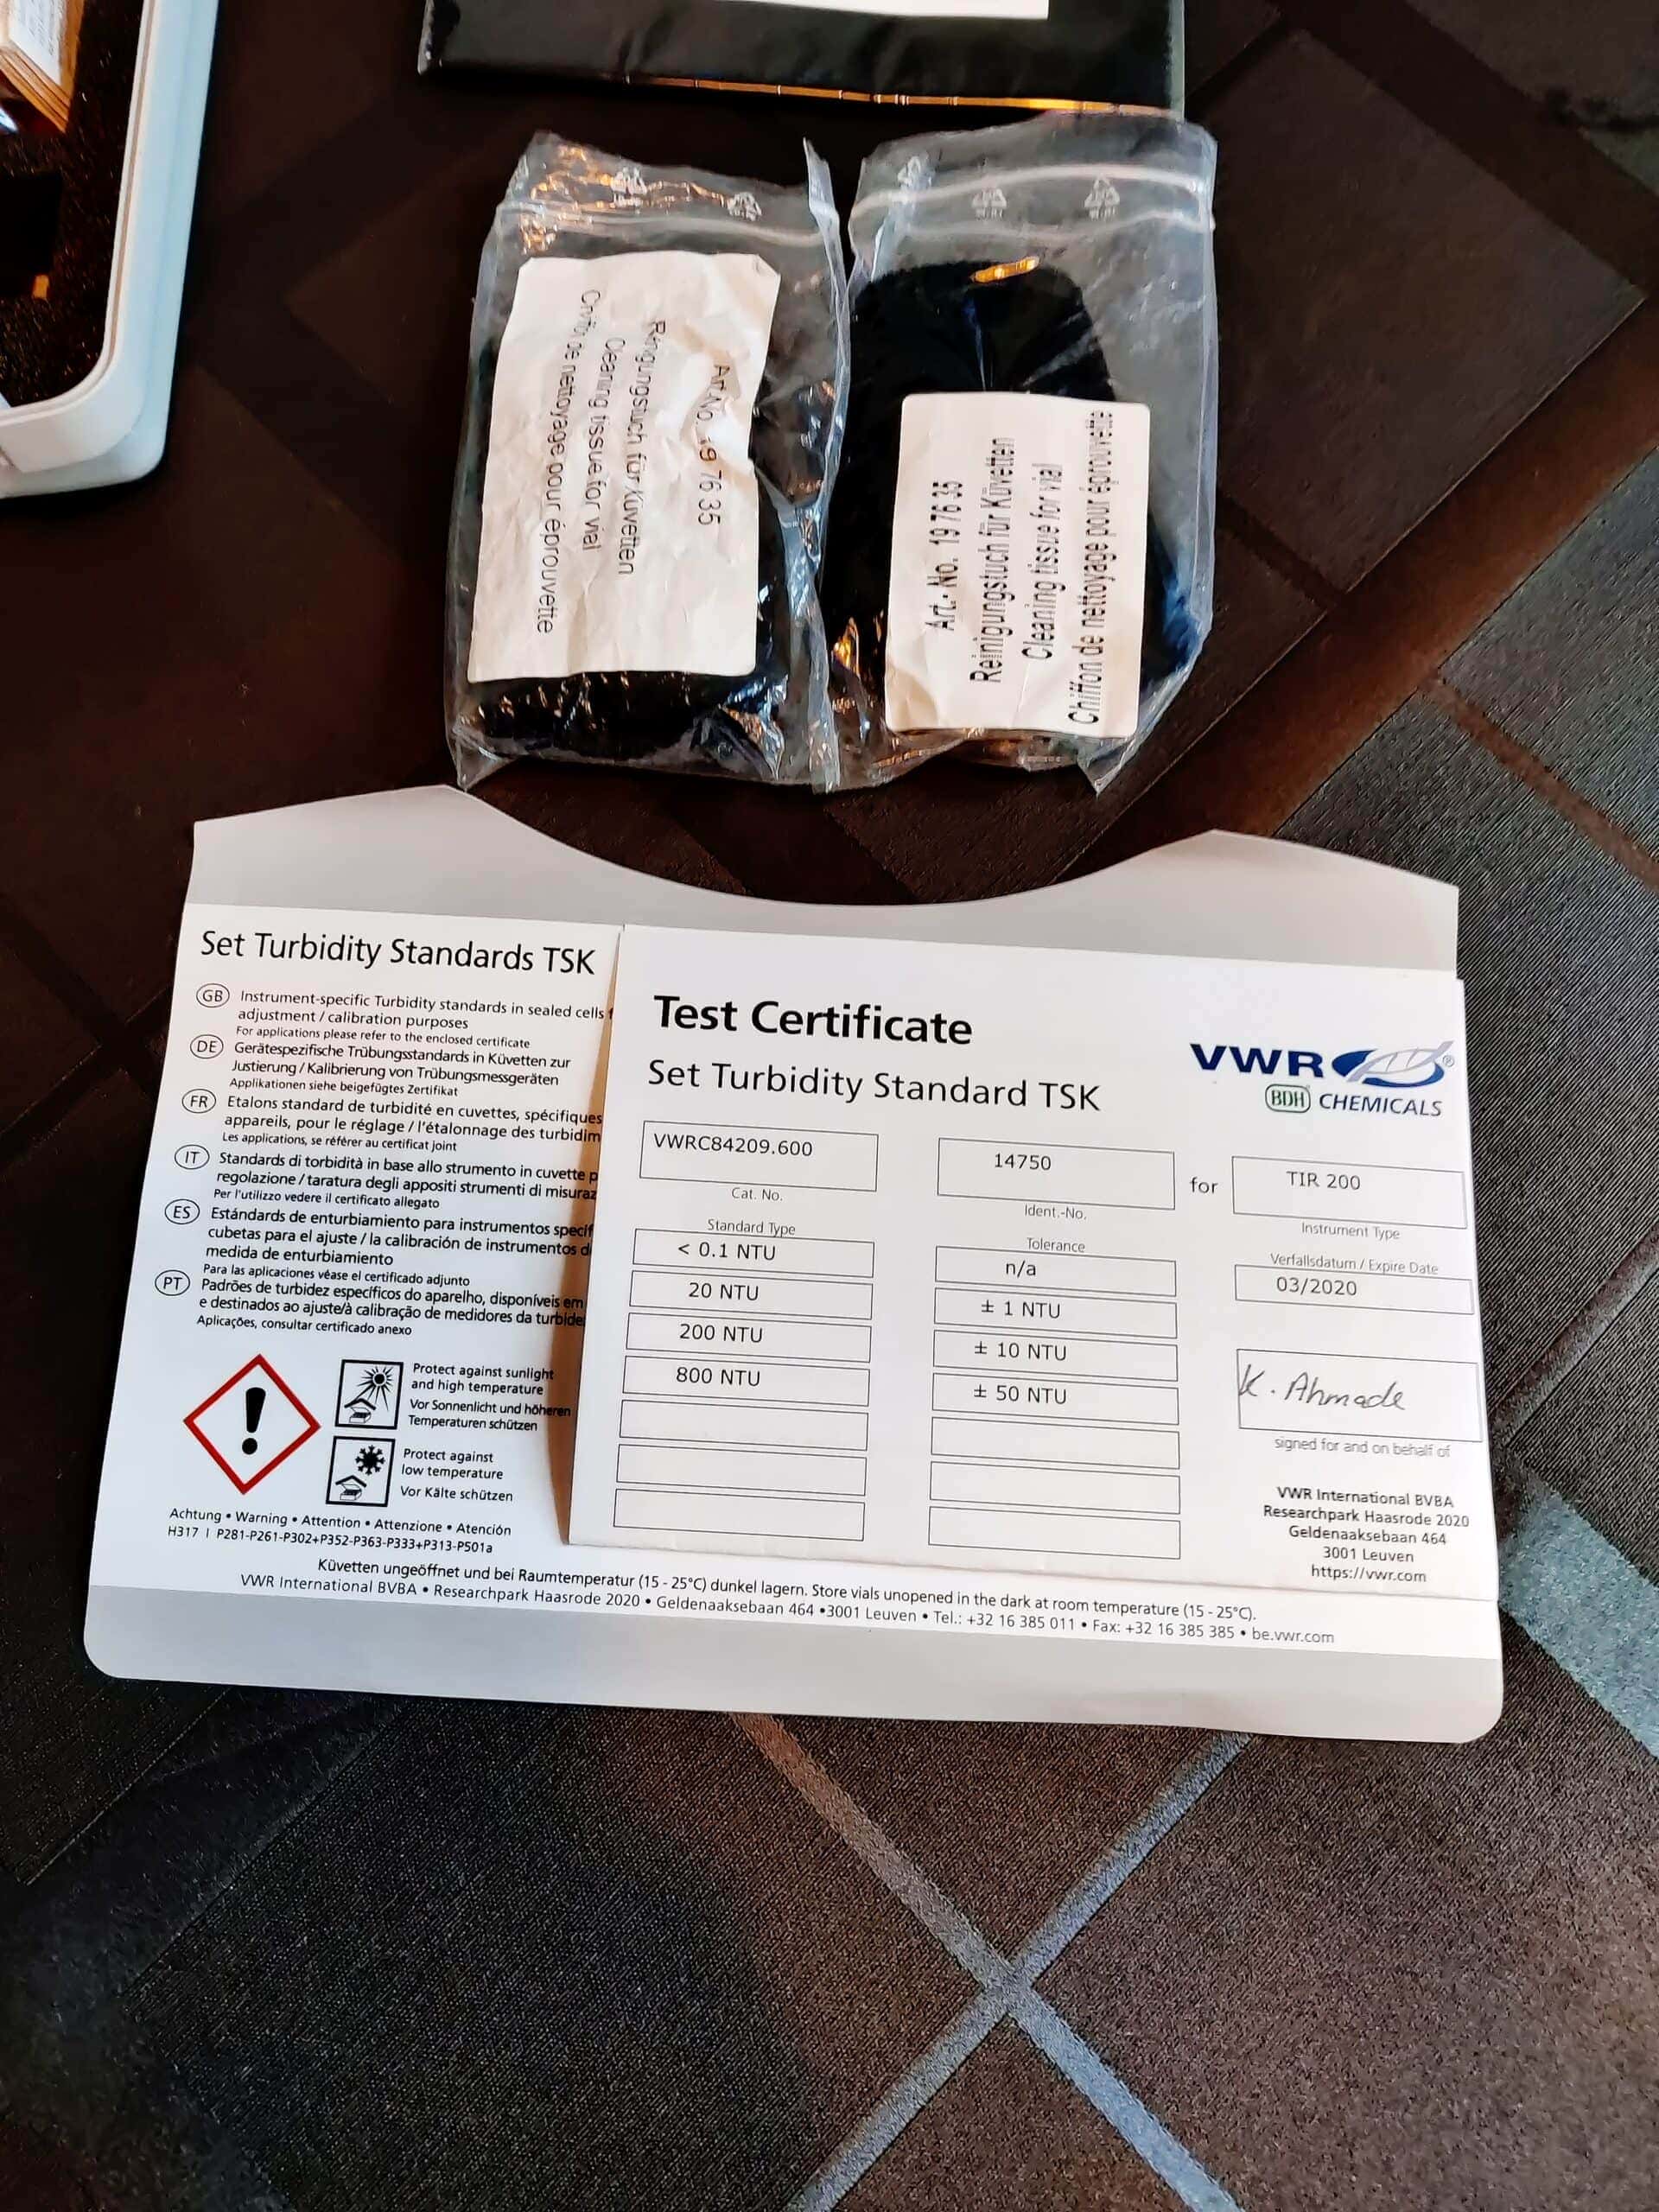 Art.-No. 19 76 35
Reinigungstuch für Küvetten
Cleaning tissue for vial
de nettoyage pour éprouvette
Art.- No. 19 76 35
Reinigungstuch für Küvetten
Cleaning tissue for vial
Chiffon de nettoyage pour éprouvette
Set Turbidity Standards TSK
GB Instrument-specific Turbidity standards in sealed cells
adjustment / calibration purposes
For applications please refer to the enclosed certificate
DE Gerätespezifische Trübungsstandards in Küvetten zur
Justierung / Kalibrierung von Trübungsmessgeräten
Applikationen siehe beigefügtes Zertifikat
FR Etalons standard de turbidité en cuvettes, spécifiques
appareils, pour le réglage / l'étalonnage des turbidim
Les applications, se référer au certificat joint
IT Standards di torbidità in base allo strumento in cuvette p
regolazione / taratura degli appositi strumenti di misuraz
Per l'utilizzo vedere il certificato allegato
ES Estándards de enturbiamiento para instrumentos specif
cubetas para el ajuste / la calibración de instrumentos d
medida de enturbiamiento
Para las aplicaciones véase el certificado adjunto
PT Padrões de turbidez específicos do aparelho, disponíveis em
e destinados ao ajuste/à calibração de medidores da turbide
Aplicações, consultar certificado anexo
Protect against sunlight
and high temperature
Vor Sonnenlicht und höheren
Temperaturen schützen
Protect against
low temperature
Vor Kälte schützen
Achtung • Warning • Attention • Attenzione • Atención
H317 I P281-P261-P302+P352-P363-P333+P313-P501a
Test Certificate
Set Turbidity Standard TSK
VWR®
BDH CHEMICALS
VWRC84209.600
Cat. No.
14750
Ident.-No.
for
TIR 200
Instrument Type
Standard Type
Tolerance
Verfallsdatum / Expire Date
< 0.1 NTU
n/a
03/2020
20 NTU
± 1 NTU
200 NTU
± 10 NTU
800 NTU
± 50 NTU
K. Ahmade
signed for and on behalf of
VWR International BVBA
Researchpark Haasrode 2020
Geldenaaksebaan 464
3001 Leuven
https://vwr.com
Küvetten ungeöffnet und bei Raumtemperatur (15 - 25°C) dunkel lagern. Store vials unopened in the dark at room temperature (15 - 25°C).
VWR International BVBA • Researchpark Haasrode 2020 • Geldenaaksebaan 464 •3001 Leuven • Tel.: +32 16 385 011 • Fax: +32 16 385 385 • be.vwr.com